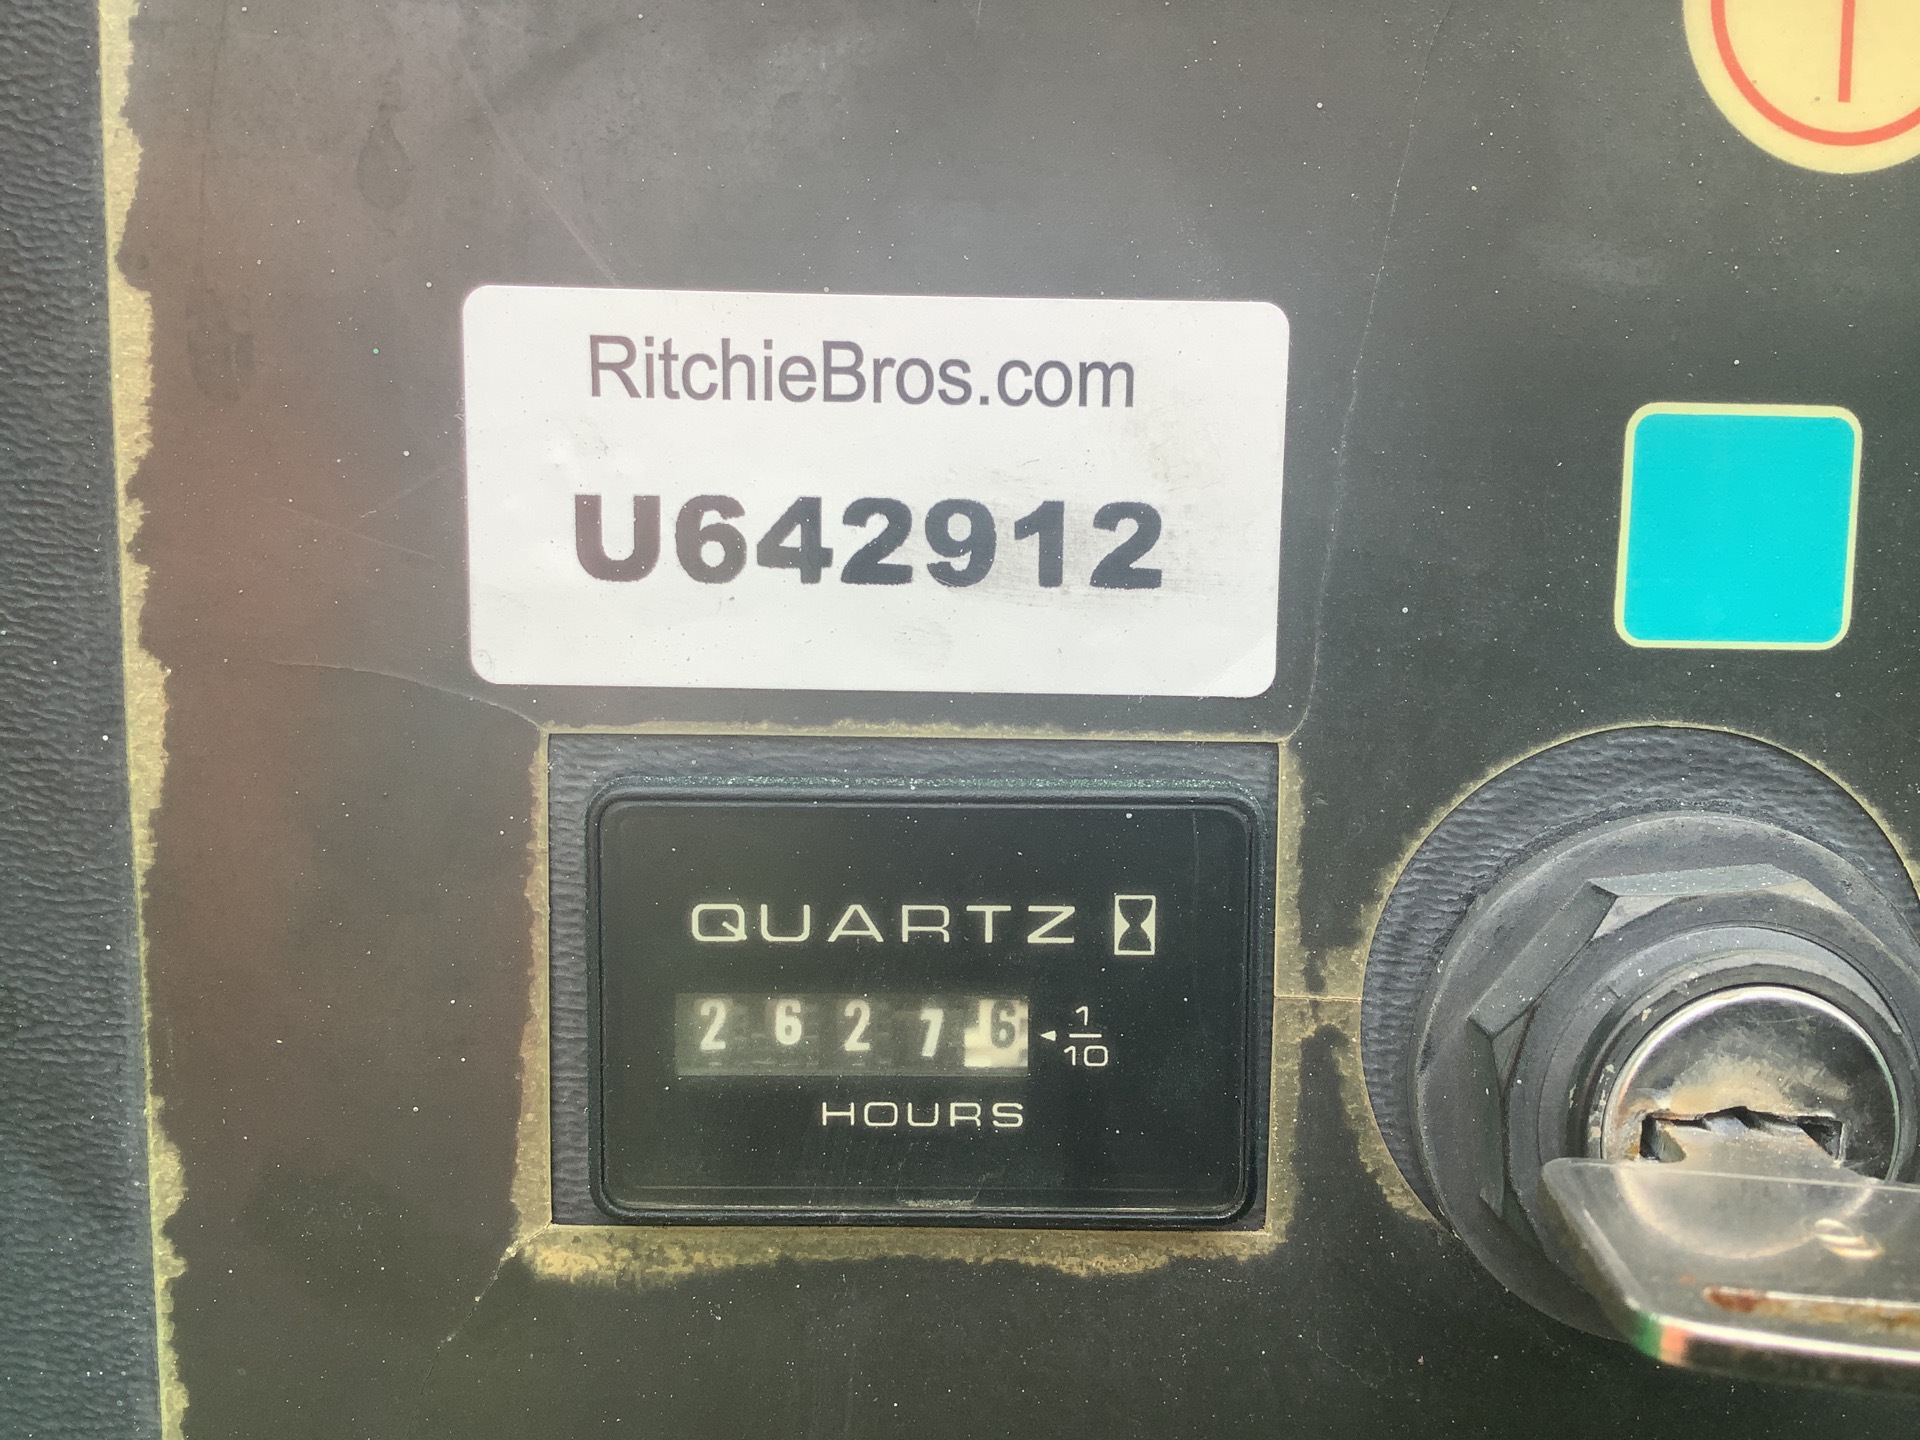 RitchieBros.com
U642912
QUARTZ
26276
1/10
HOURS